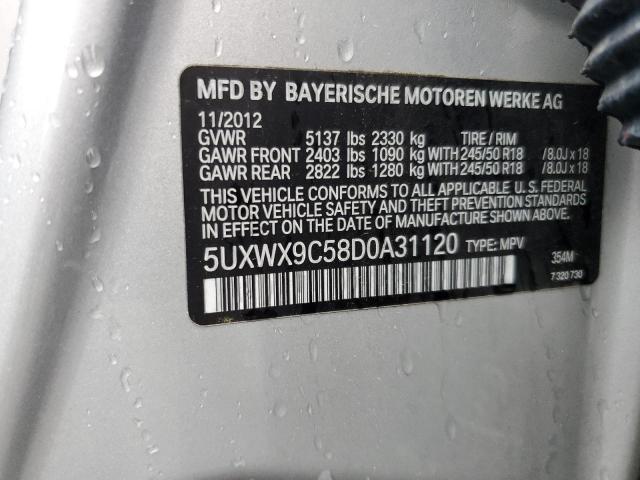 MFD BY BAYERISCHE MOTOREN WERKE AG
11/2012
GVWR 5137 lbs 2330 kg TIRE / RIM
GAWR FRONT 2403 lbs 1090 kg WITH 245/50 R18 /8.0J x 18
GAWR REAR 2822 lbs 1280 kg WITH 245/50 R18 /8.0J x 18
THIS VEHICLE CONFORMS TO ALL APPLICABLE U.S. FEDERAL
MOTOR VEHICLE SAFETY AND THEFT PREVENTION STANDARDS
IN EFFECT ON THE DATE OF MANUFACTURE SHOWN ABOVE.
5UXWX9C58D0A31120 TYPE: MPV
354M
7 320 730